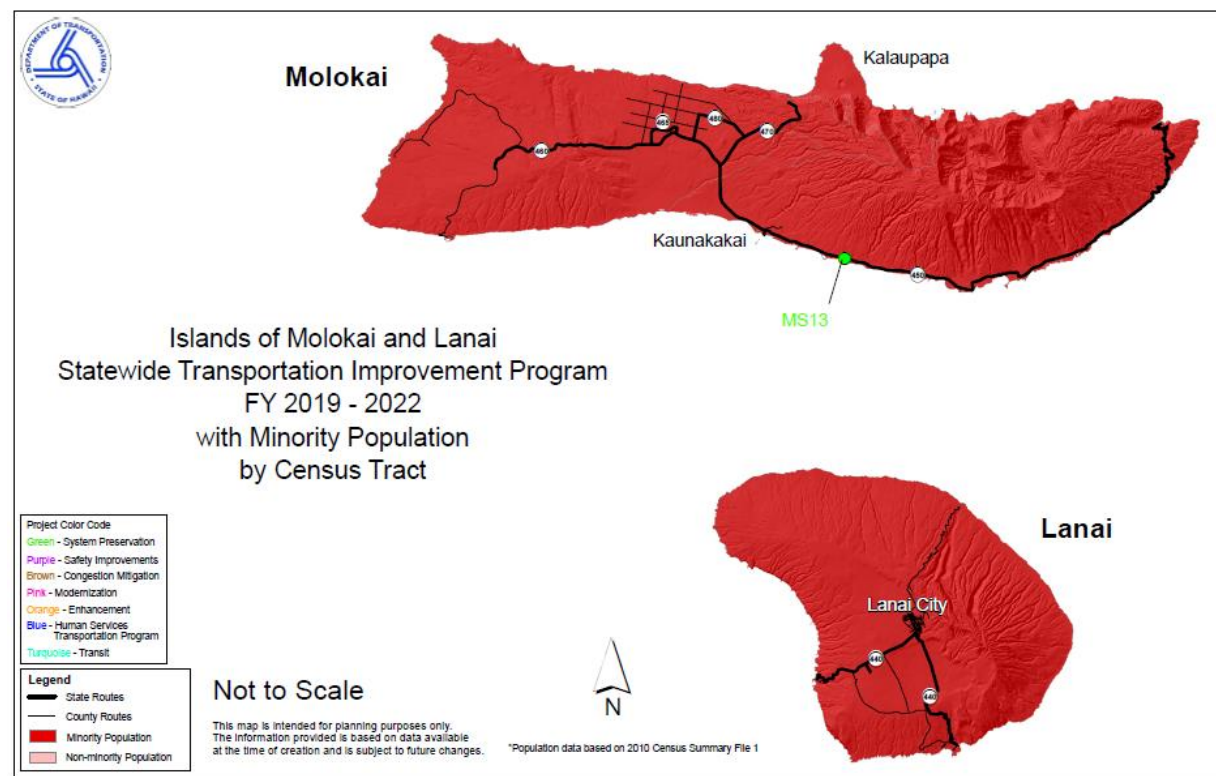 DEPARTMENT OF TRANSPORTATION
STATE OF HAWAII
Molokai
Kalaupapa
465
480
470
460
Kaunakakai
450
MS13
Islands of Molokai and Lanai
Statewide Transportation Improvement Program
FY 2019 - 2022
with Minority Population
by Census Tract
Lanai
Lanai City
440
440
Project Color Code
Green - System Preservation
Purple - Safety Improvements
Brown - Congestion Mitigation
Pink - Modernization
Orange - Enhancement
Blue - Human Services
Transportation Program
Turquoise - Transit
Legend
State Routes
County Routes
Minority Population
Non-minority Population
Not to Scale
This map is intended for planning purposes only.
The information provided is based on data available
at the time of creation and is subject to future changes.
N
*Population data based on 2010 Census Summary File 1